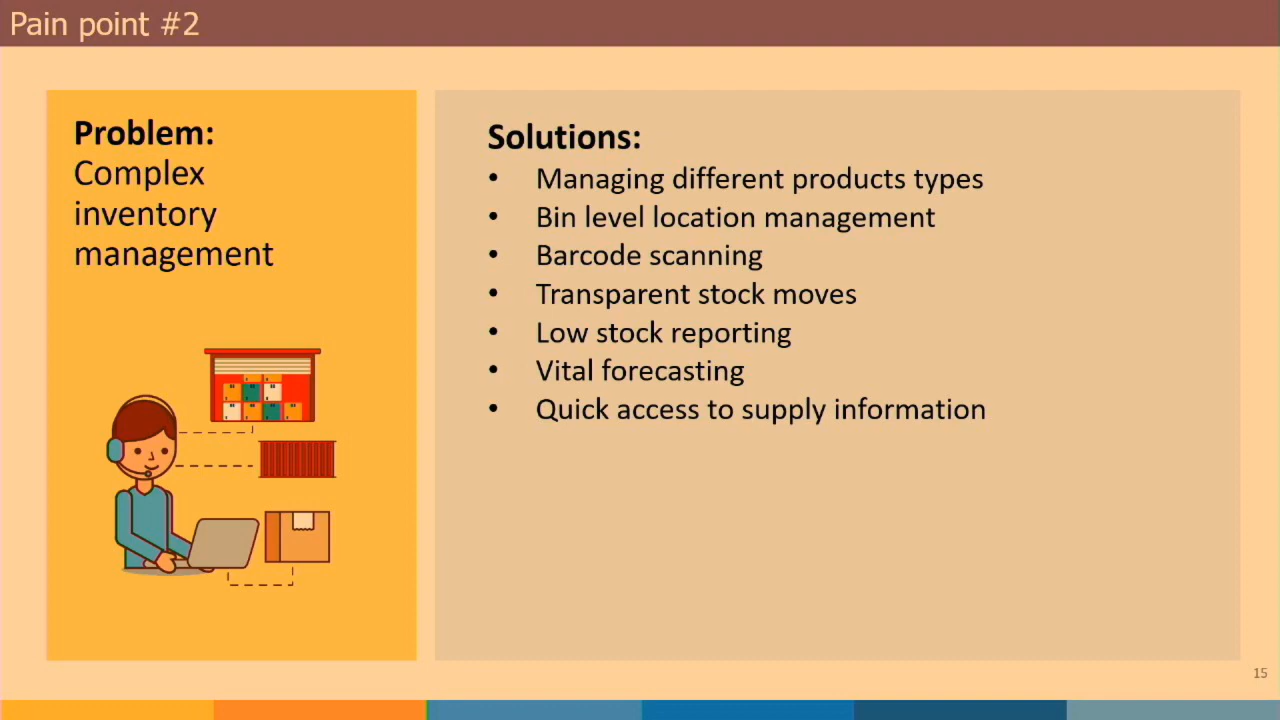 Pain point #2
Problem:
Complex
inventory
management
Solutions:
• Managing different products types
• Bin level location management
• Barcode scanning
• Transparent stock moves
• Low stock reporting
• Vital forecasting
• Quick access to supply information
15